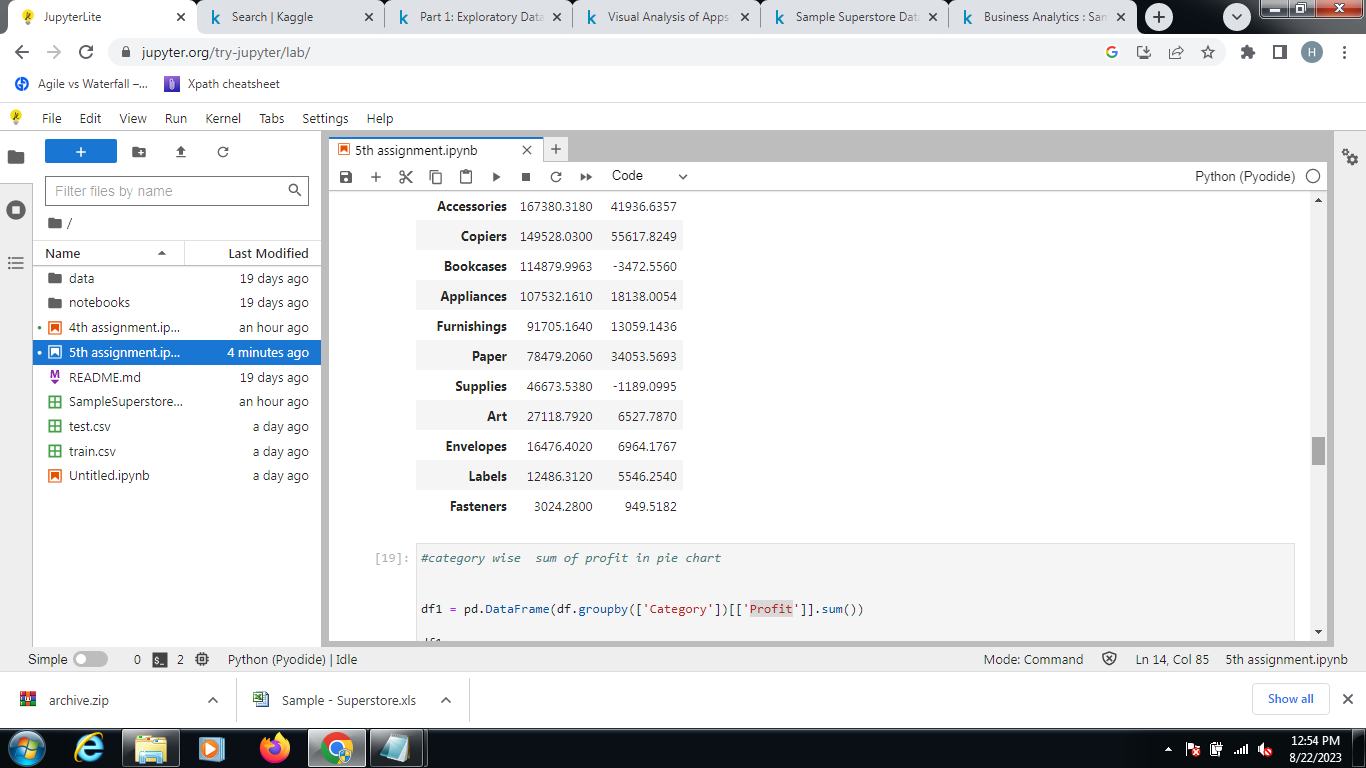 JupyterLite
Search | Kaggle
Part 1: Exploratory Data
Visual Analysis of Apps
Sample Superstore Data
Business Analytics : Sam
jupyter.org/try-jupyter/lab/
H
Agile vs Waterfall –...
Xpath cheatsheet
File Edit View Run Kernel Tabs Settings Help
5th assignment.ipynb
Code
Python (Pyodide)
Filter files by name
/
Name Last Modified
data 19 days ago
notebooks 19 days ago
4th assignment.ip... an hour ago
5th assignment.ip... 4 minutes ago
README.md 19 days ago
SampleSuperstore... an hour ago
test.csv a day ago
train.csv a day ago
Untitled.ipynb a day ago
Accessories 167380.3180 41936.6357
Copiers 149528.0300 55617.8249
Bookcases 114879.9963 -3472.5560
Appliances 107532.1610 18138.0054
Furnishings 91705.1640 13059.1436
Paper 78479.2060 34053.5693
Supplies 46673.5380 -1189.0995
Art 27118.7920 6527.7870
Envelopes 16476.4020 6964.1767
Labels 12486.3120 5546.2540
Fasteners 3024.2800 949.5182
[19]: #category wise  sum of profit in pie chart
df1 = pd.DataFrame(df.groupby(['Category'])[['Profit']].sum())
Simple 0 2 Python (Pyodide) | Idle
Mode: Command Ln 14, Col 85 5th assignment.ipynb
archive.zip
Sample - Superstore.xls
Show all
12:54 PM
8/22/2023